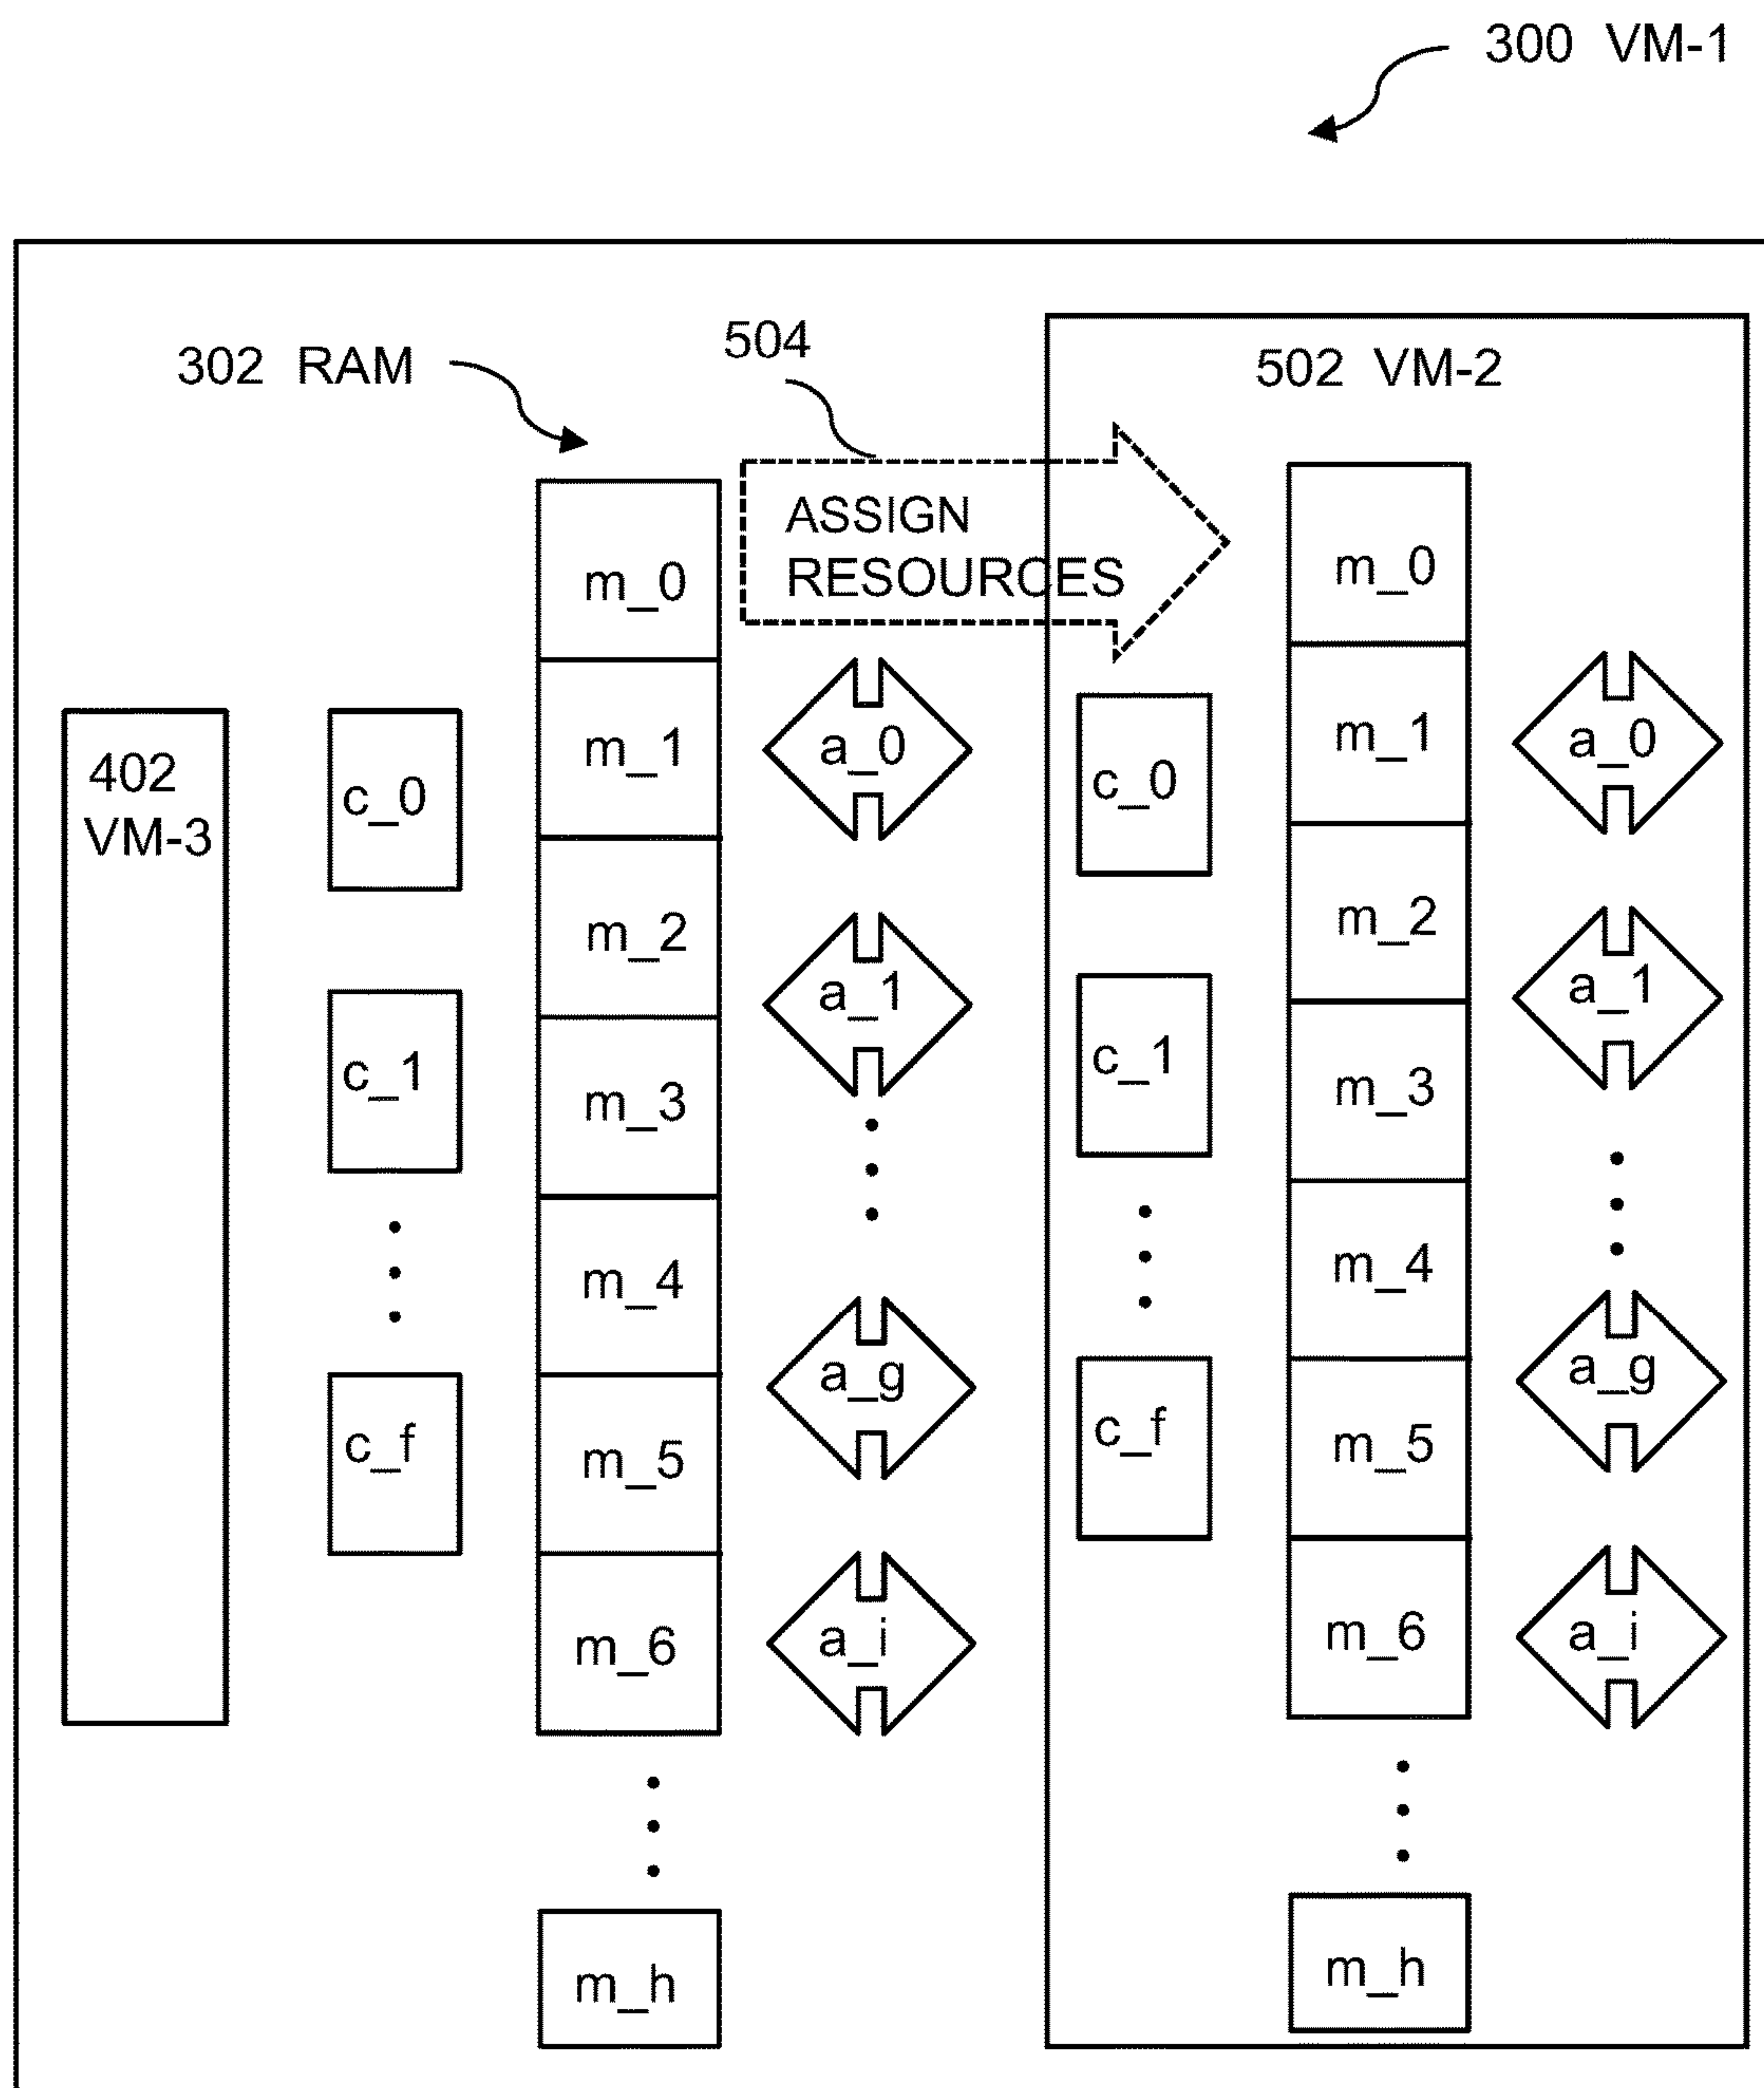 300 VM-1
302 RAM
504
502 VM-2
ASSIGN
RESOURCES
402
VM-3
c_0
c_1
c_f
m_0
m_1
m_2
m_3
m_4
m_5
m_6
m_h
a_0
a_1
a_g
a_i
c_0
c_1
c_f
m_0
m_1
m_2
m_3
m_4
m_5
m_6
m_h
a_0
a_1
a_g
a_i